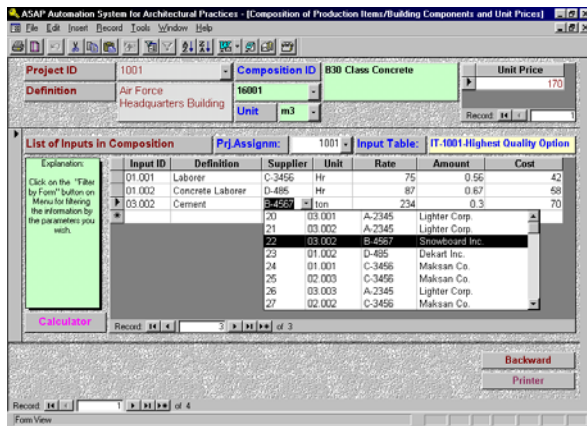 ASAP Automation System for Architectural Practices - [Composition of Production Items/Building Components and Unit Prices]
File Edit Insert Record Tools Window Help
Project ID 1001 Composition ID B30 Class Concrete Unit Price
Definition Air Force Headquarters Building 16001 170
Unit m3 Record:
List of Inputs in Composition Prj.Assignm: 1001 Input Table: IT-1001-Highest Quality Option
Explanation: Input ID Definition Supplier Unit Rate Amount Cost
Click on the "Filter by Form" button on Menu for filtering the information by the parameters you wish.
01.001 Laborer C-3456 Hr 75 0.56 42
01.002 Concrete Laborer D-485 Hr 87 0.67 58
03.002 Cement B-4567 ton 234 0.3 70
20 03.001 A-2345 Lighter Corp.
21 03.002 A-2345 Lighter Corp.
22 03.002 B-4567 Snowboard Inc.
23 01.002 D-485 Dekart Inc.
24 01.001 C-3456 Maksan Co.
25 02.003 C-3456 Maksan Co.
26 03.003 A-2345 Lighter Corp.
27 02.002 C-3456 Maksan Co.
Calculator
Record: 3 of 3
Backward
Printer
Record: 1 of 4
Form View